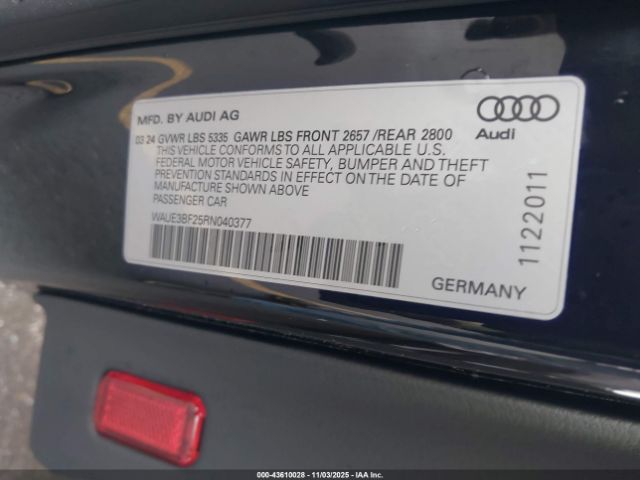 MFD. BY AUDI AG
03 24 GVWR LBS 5335 GAWR LBS FRONT 2657 /REAR 2800
THIS VEHICLE CONFORMS TO ALL APPLICABLE U.S.
FEDERAL MOTOR VEHICLE SAFETY, BUMPER AND THEFT
PREVENTION STANDARDS IN EFFECT ON THE DATE OF
MANUFACTURE SHOWN ABOVE
PASSENGER CAR
WAUE3BF25RN040377
Audi
1122011
GERMANY
000-43610028 - 11/03/2025 - IAA Inc.